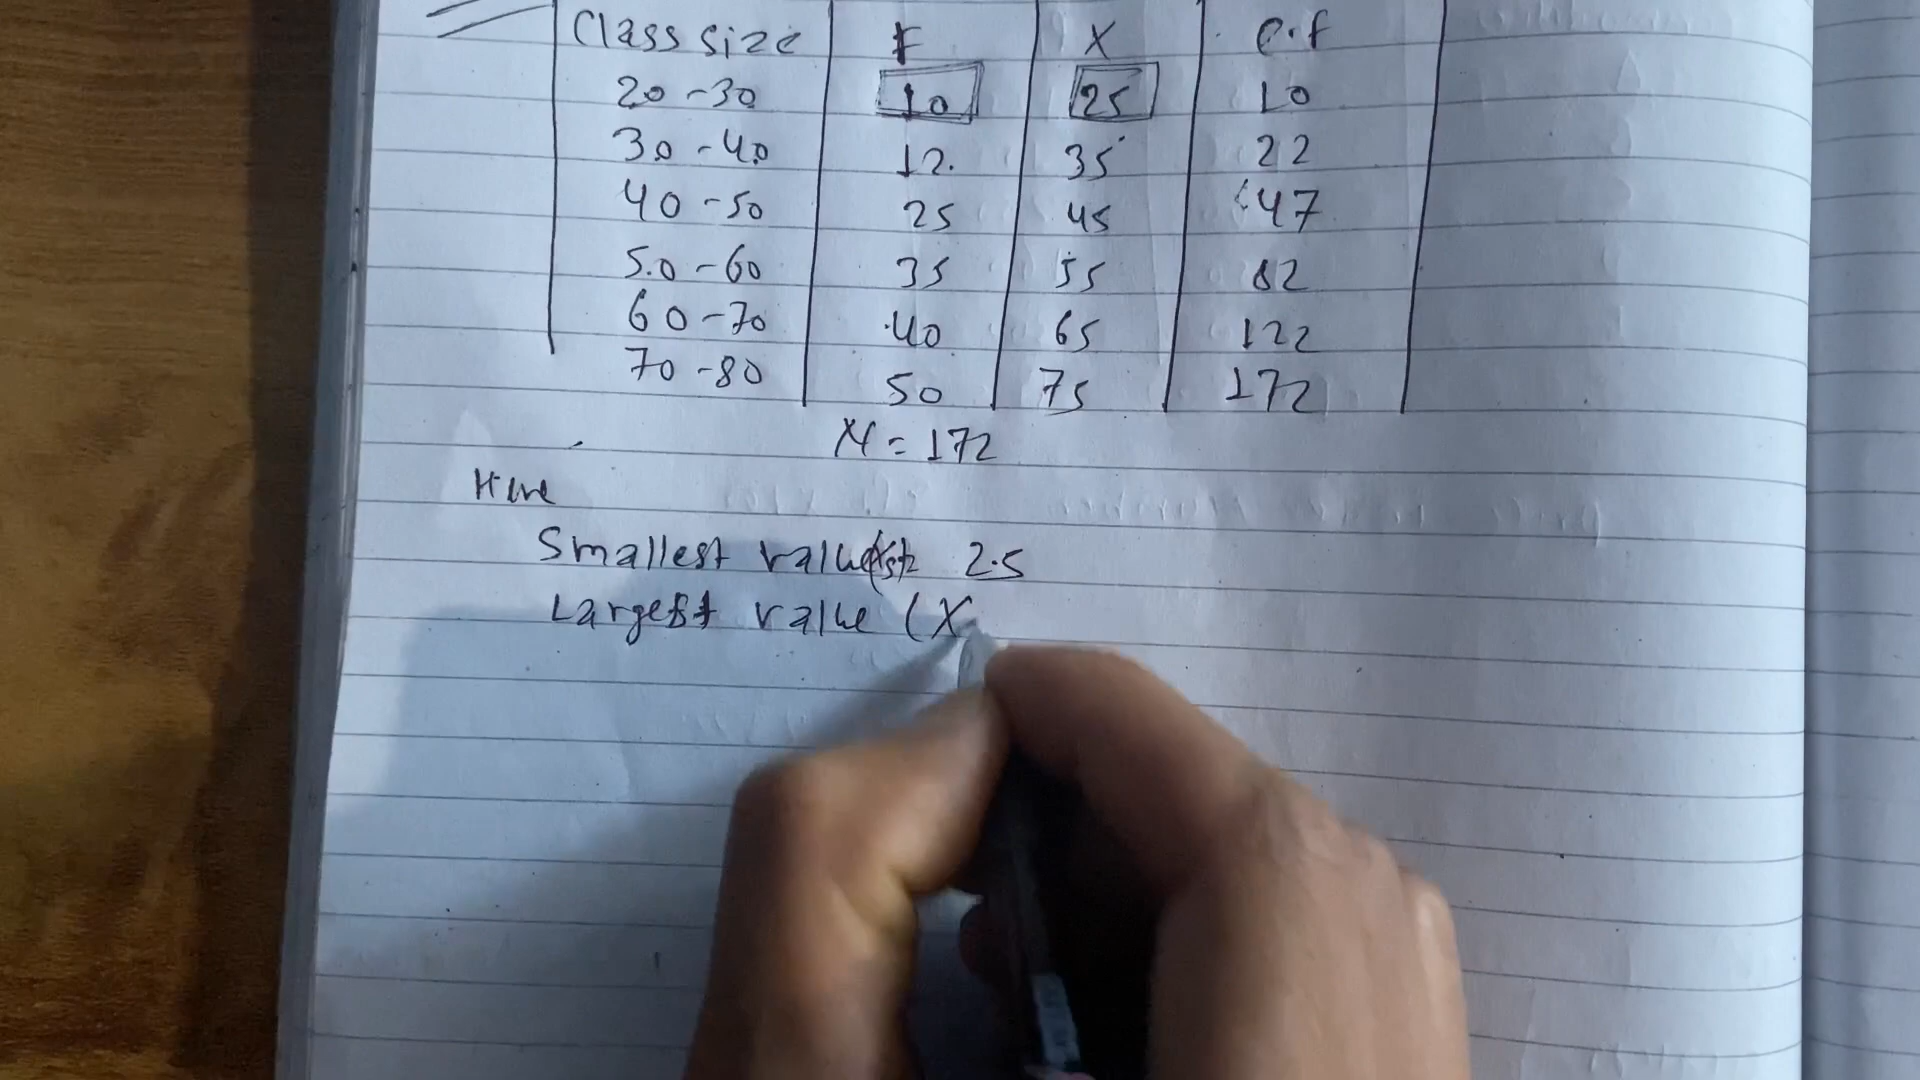 Class size F X C.f
20-30 10 25 10
30-40 12 35 22
40-50 25 45 47
50-60 35 55 82
60-70 40 65 122
70-80 50 75 172
N = 172
Here
Smallest value = 2.5
Largest value (X